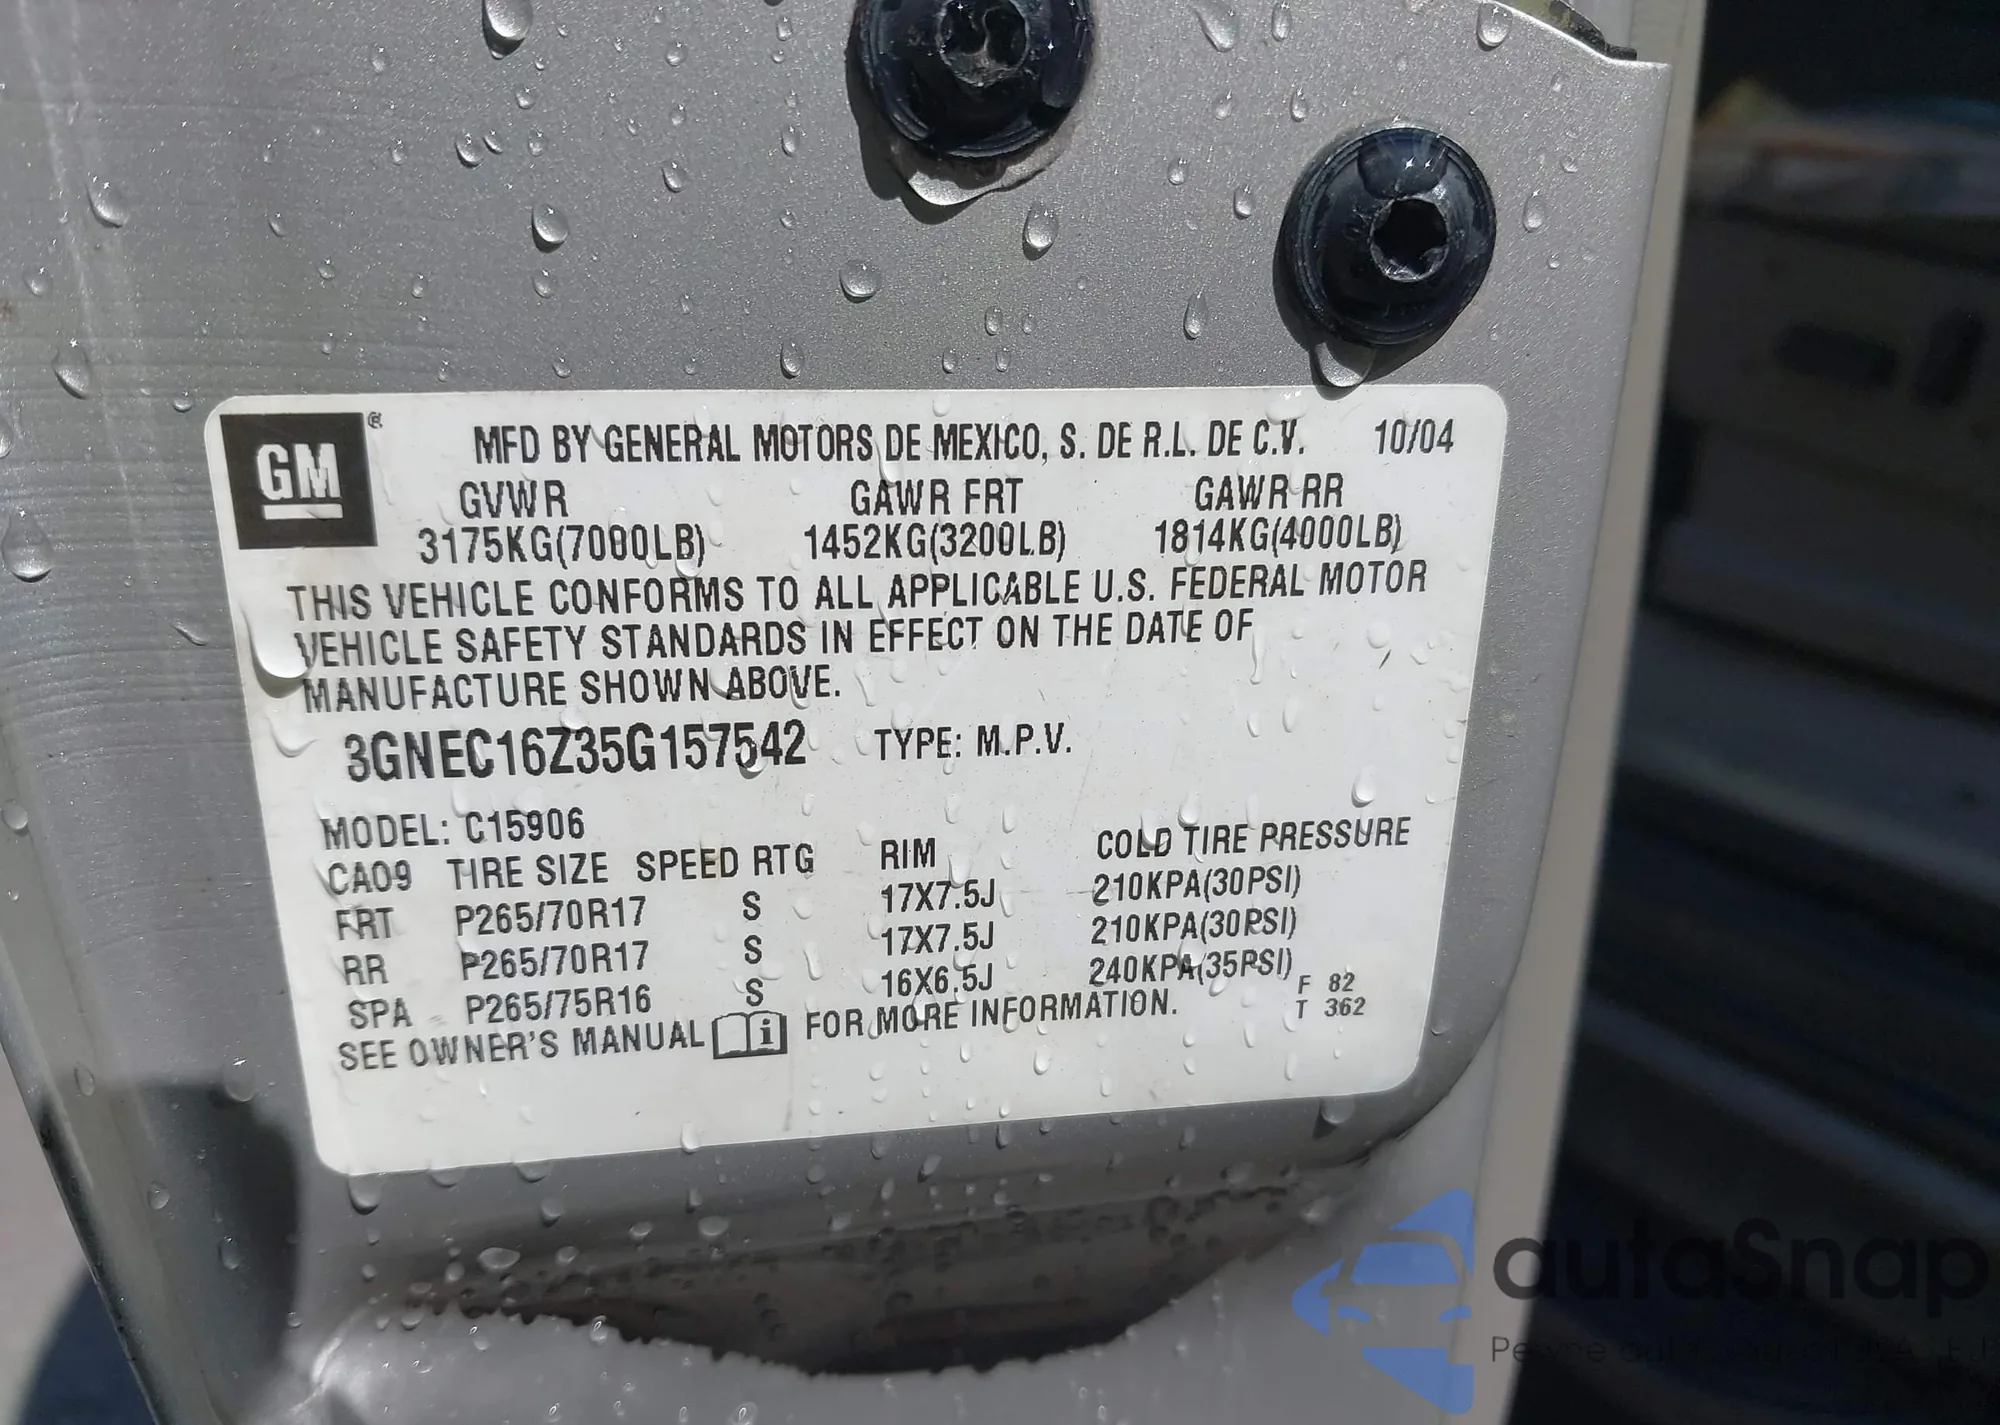 GM ®
MFD BY GENERAL MOTORS DE MEXICO, S. DE R.L. DE C.V. 10/04
GVWR GAWR FRT GAWR RR
3175KG(7000LB) 1452KG(3200LB) 1814KG(4000LB)
THIS VEHICLE CONFORMS TO ALL APPLICABLE U.S. FEDERAL MOTOR
VEHICLE SAFETY STANDARDS IN EFFECT ON THE DATE OF
MANUFACTURE SHOWN ABOVE.
3GNEC16Z35G157542 TYPE: M.P.V.
MODEL: C15906
CA09 TIRE SIZE SPEED RTG RIM COLD TIRE PRESSURE
FRT P265/70R17 S 17X7.5J 210KPA(30PSI)
RR P265/70R17 S 17X7.5J 210KPA(30PSI)
SPA P265/75R16 S 16X6.5J 240KPA(35PSI)
SEE OWNER'S MANUAL i FOR MORE INFORMATION.
F 82
T 362
autaSnap